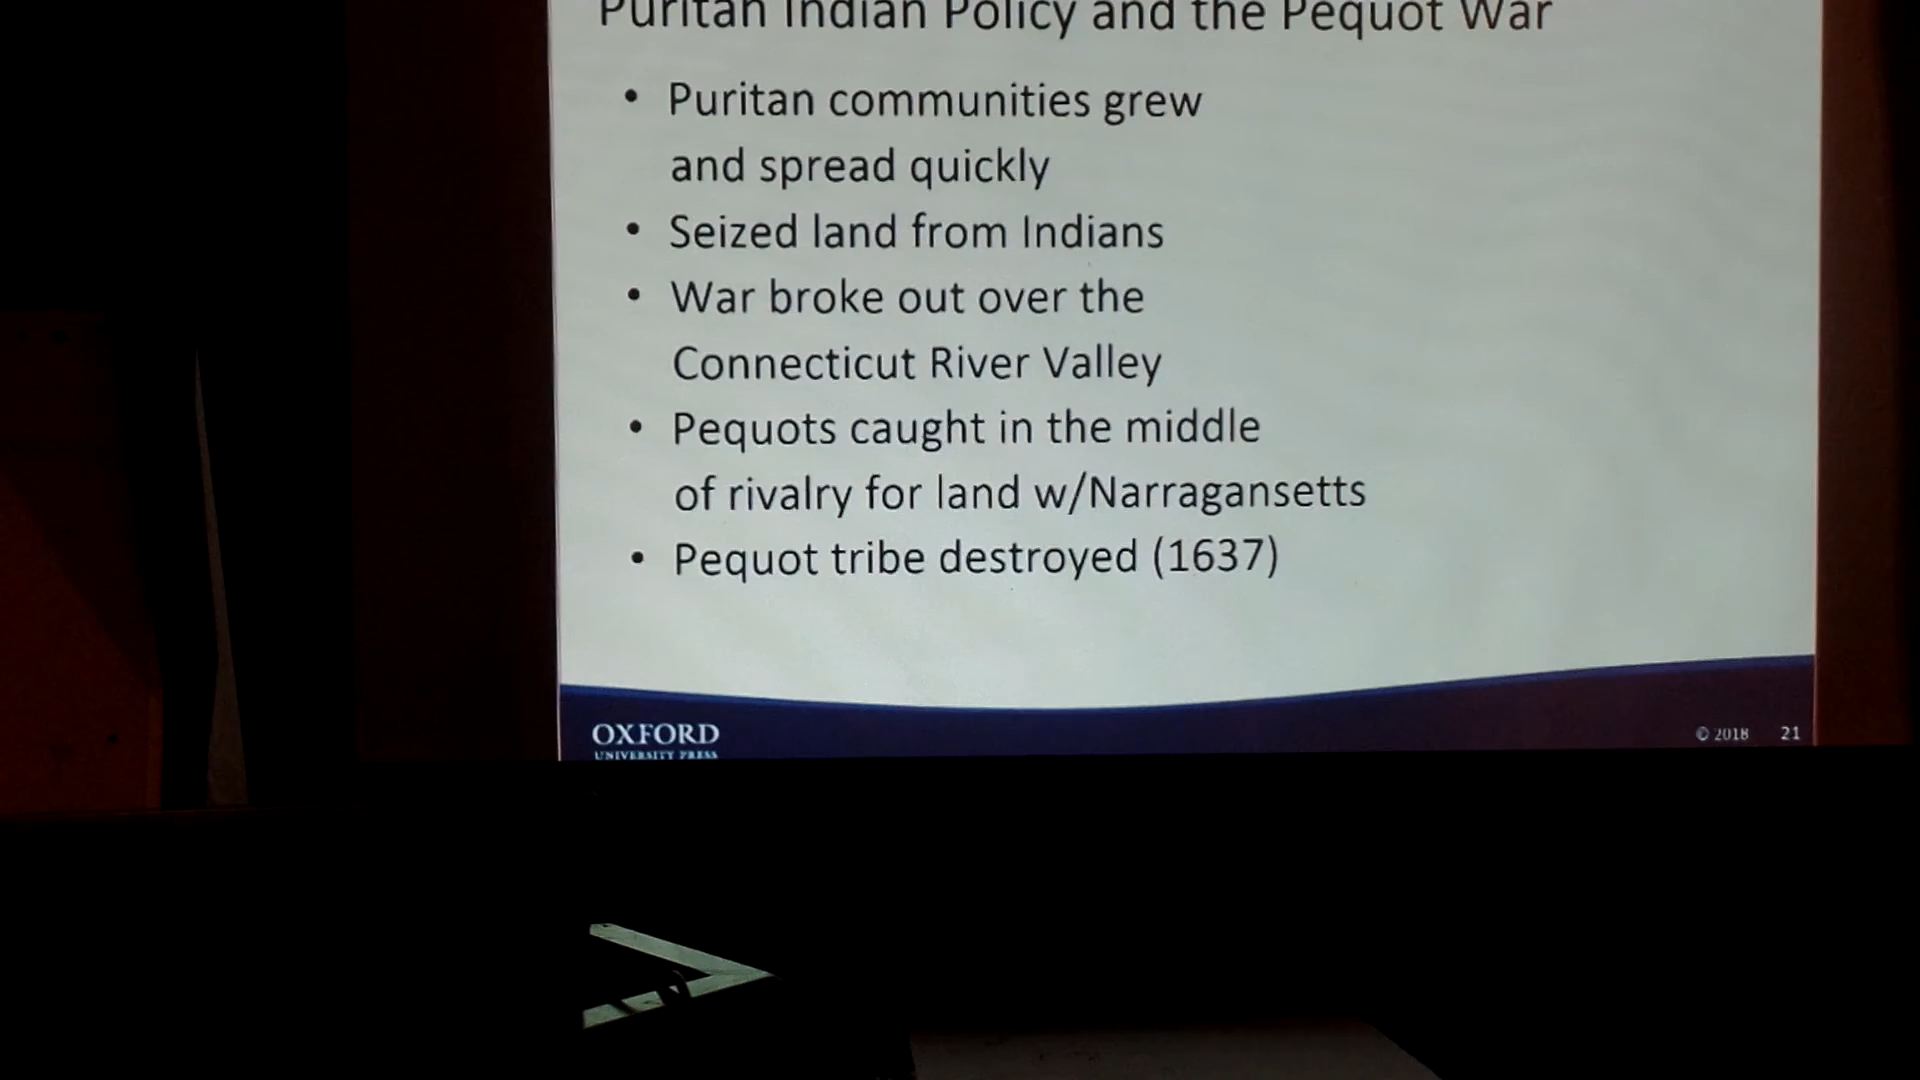 Puritan Indian Policy and the Pequot War
• Puritan communities grew
and spread quickly
• Seized land from Indians
• War broke out over the
Connecticut River Valley
• Pequots caught in the middle
of rivalry for land w/Narragansetts
• Pequot tribe destroyed (1637)
OXFORD
UNIVERSITY PRESS
© 2018 21